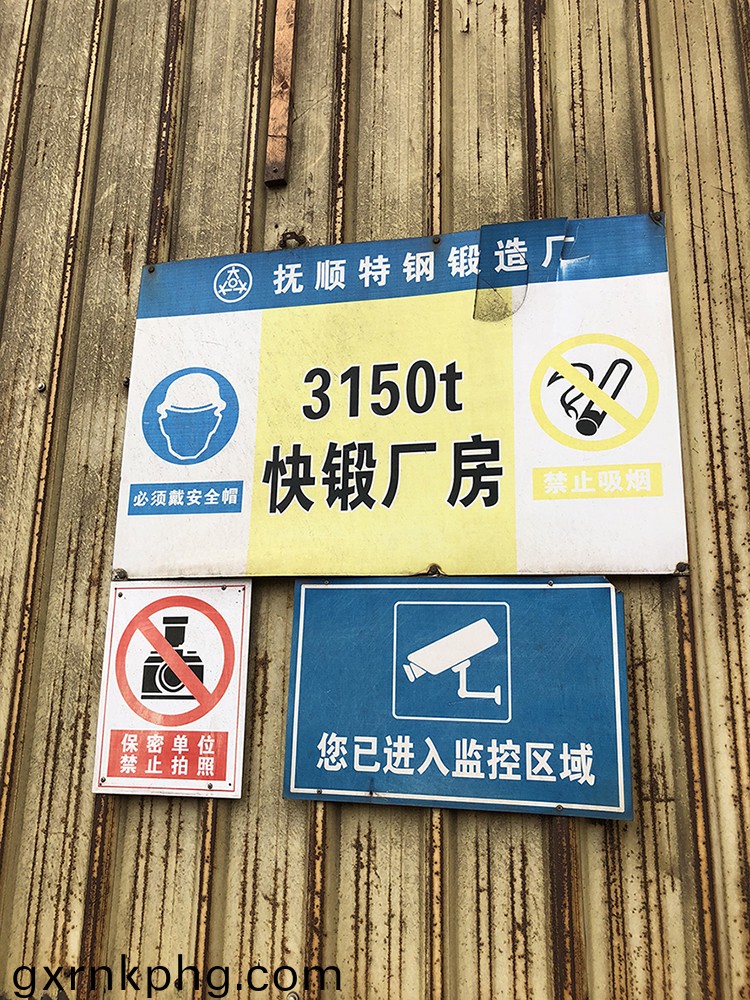 抚顺特钢锻造厂
3150t
快锻厂房
必须戴安全帽
禁止吸烟
保密单位
禁止拍照
您已进入监控区域
gxrnkphg.com